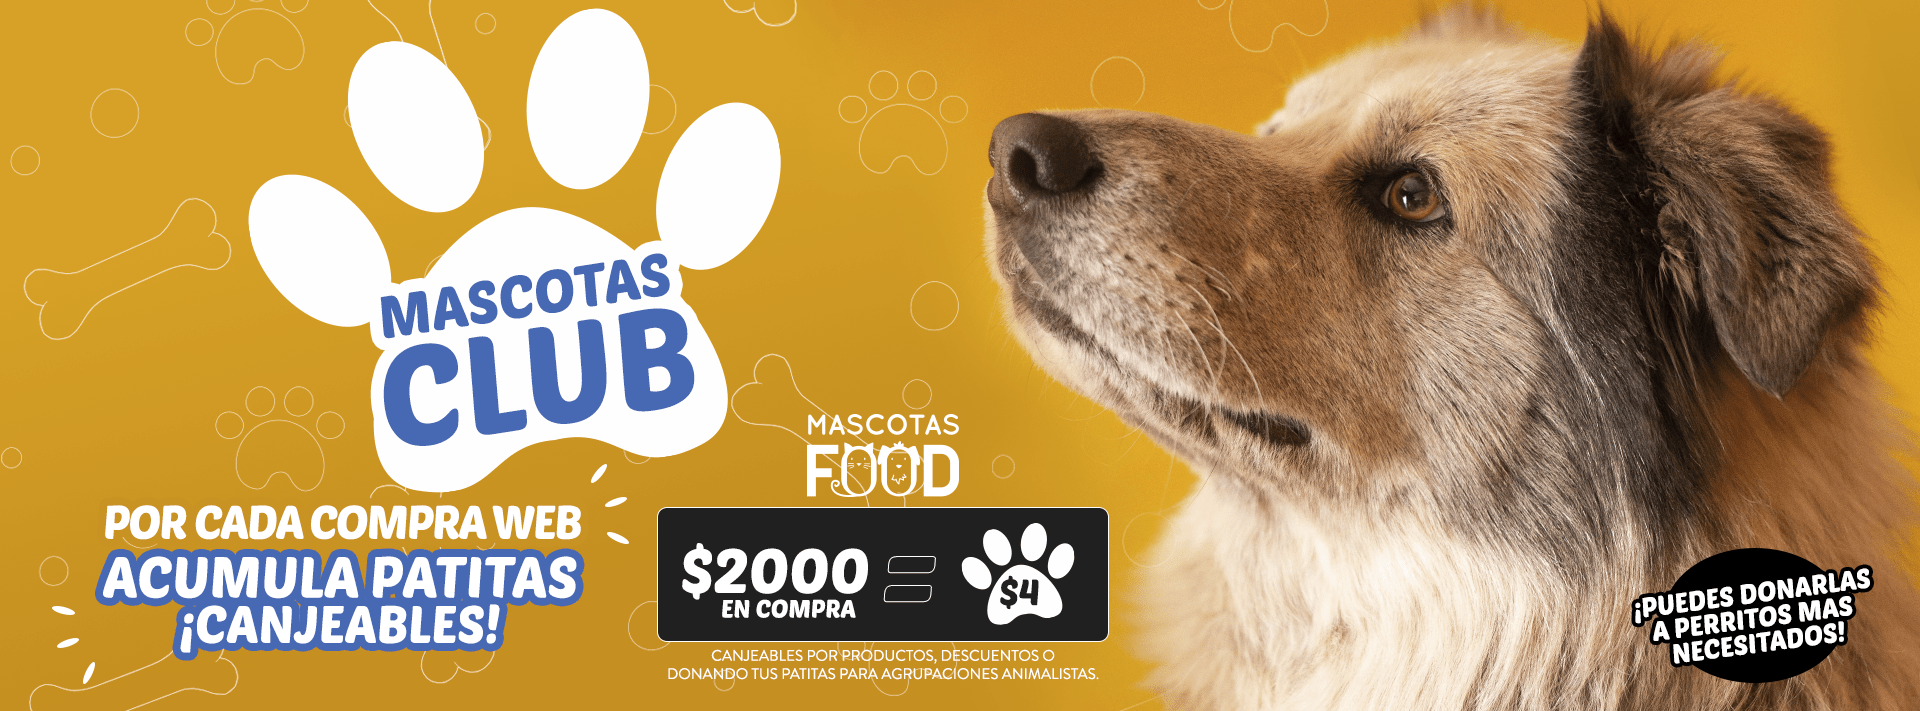 MASCOTAS
CLUB
POR CADA COMPRA WEB
ACUMULA PATITAS
¡CANJEABLES!
MASCOTAS
FOOD
$2000
EN COMPRA
=
$4
CANJEABLES POR PRODUCTOS, DESCUENTOS O
DONANDO TUS PATITAS PARA AGRUPACIONES ANIMALISTAS.
¡PUEDES DONARLAS
A PERRITOS MAS
NECESITADOS!